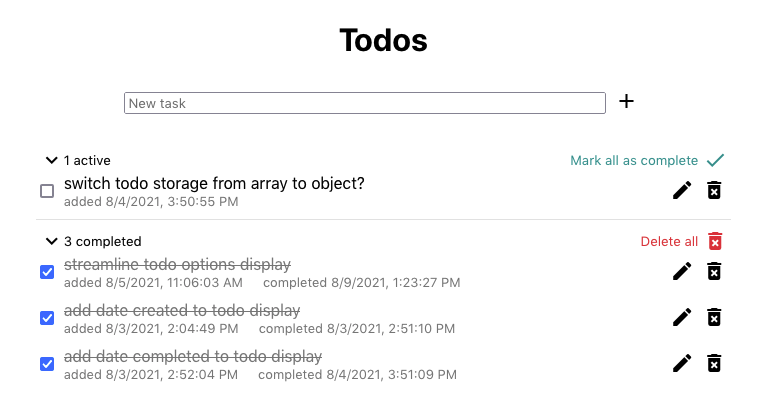 Todos
New task
1 active Mark all as complete
switch todo storage from array to object?
added 8/4/2021, 3:50:55 PM
3 completed Delete all
streamline todo options display
added 8/5/2021, 11:06:03 AM completed 8/9/2021, 1:23:27 PM
add date created to todo display
added 8/3/2021, 2:04:49 PM completed 8/3/2021, 2:51:10 PM
add date completed to todo display
added 8/3/2021, 2:52:04 PM completed 8/4/2021, 3:51:09 PM